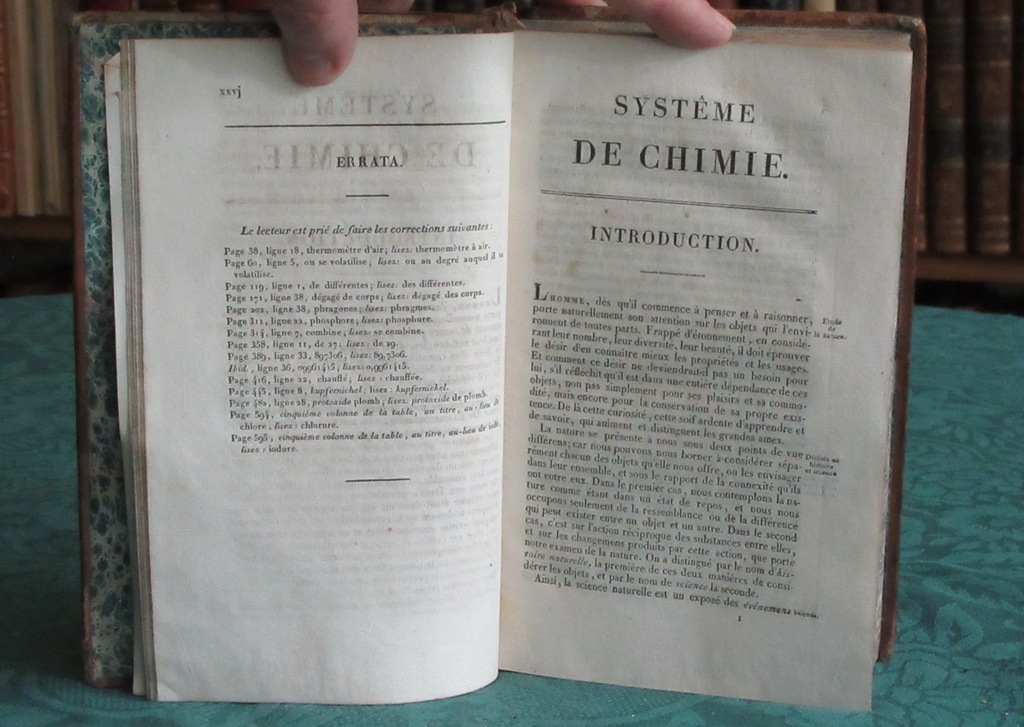 xxvj
ERRATA.
Le lecteur est prié de faire les corrections suivantes:
Page 38, ligne 18, thermomètre d'air; lisez: thermomètre à air.
Page 60, ligne 5, ou se volatilise; lisez: ou au degré auquel il se
volatilise.
Page 119, ligne 1, de différentes; lisez: des différentes.
Page 171, ligne 38, dégagé de corps; lisez: dégagé des corps.
Page 202, ligne 38, phragones; lisez: phragmes.
Page 311, ligne 22, phosphore; lisez: phosphure.
Page 314, ligne 7, combine; lisez: se combine.
Page 358, ligne 11, de 27; lisez: de 29.
Page 389, ligne 33, 897306; lisez: 89,7306.
Ibid, ligne 36, 09961415; lisez: 0,9961415.
Page 416, ligne 22, chauffé; lisez: chauffée.
Page 445, ligne 8, kupfernichel; lisez: kupfernickel.
Page 482, ligne 28, protoxide plomb; lisez: protoxide de plomb.
Page 594, cinquième colonne de la table, au titre, au-lieu de
chlore, lisez: chlorure.
Page 595, cinquième colonne de la table, au titre, au-lieu de iode,
lisez: iodure.
SYSTÊME
DE CHIMIE.
INTRODUCTION.
L'HOMME, dès qu'il commence à penser et à raisonner,
porte naturellement son attention sur les objets qui l'envi-
ronnent de toutes parts. Frappé d'étonnement, en considé-
rant leur nombre, leur diversité, leur beauté, il doit éprouver
le désir d'en connaitre mieux les propriétés et les usages.
Et comment ce désir ne deviendrait-il pas un besoin pour
lui, s'il réfléchit qu'il est dans une entière dépendance de ces
objets, non pas simplement pour ses plaisirs et sa commo-
dité, mais encore pour la conservation de sa propre exis-
tence. De là cette curiosité, cette soif ardente d'apprendre et
de savoir, qui animent et distinguent les grandes ames.
Etude
de
la nature.
La nature se présente à nous sous deux points de vue
différens; car nous pouvons nous borner à considérer sépa-
rément chacun des objets qu'elle nous offre, ou les envisager
dans leur ensemble, et sous le rapport de la connexité qu'ils
ont entre eux. Dans le premier cas, nous contemplons la na-
ture comme étant dans un état de repos, et nous nous
occupons seulement de la ressemblance ou de la différence
qui peut exister entre un objet et un autre. Dans le second
cas, c'est sur l'action réciproque des substances entre elles,
et sur les changemens produits par cette action, que porte
notre examen de la nature. On a distingué par le nom d'his-
toire naturelle, la première de ces deux manières de consi-
dérer les objets, et par le nom de science la seconde.
Divisée en
histoire
et science
Ainsi, la science naturelle est un exposé des événemens
1